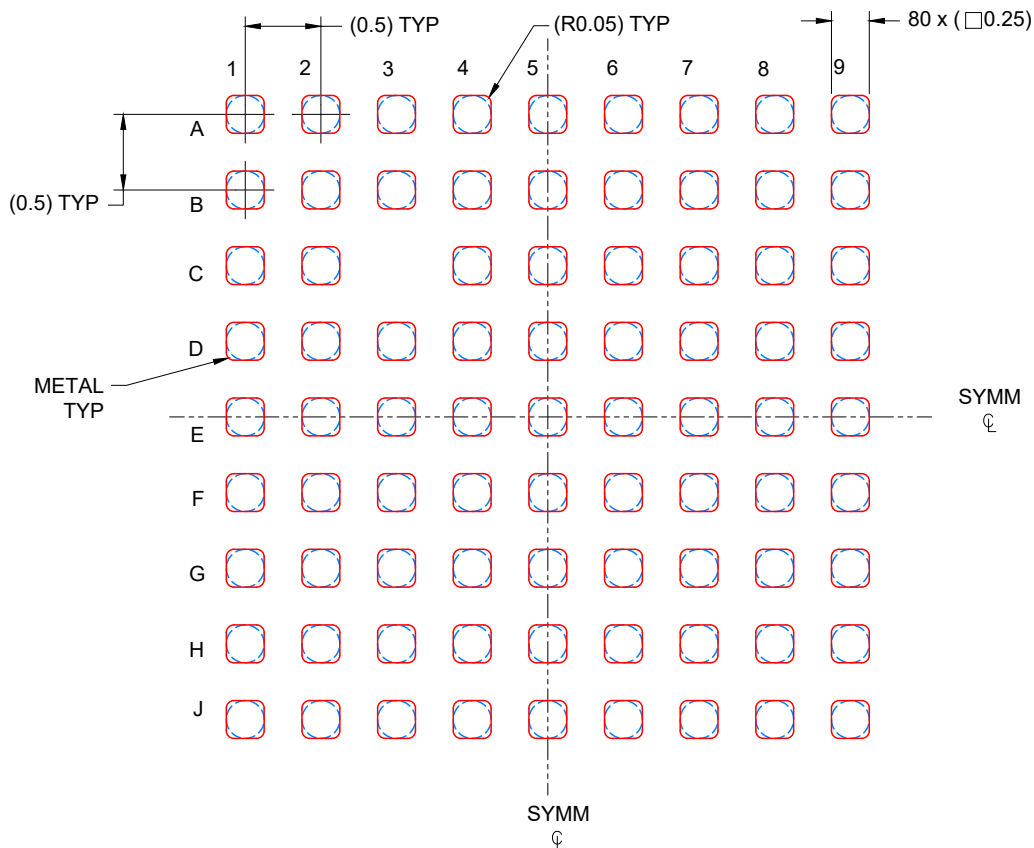 (0.5) TYP
(R0.05) TYP
80 x ( □0.25)
1 2 3 4 5 6 7 8 9
A
(0.5) TYP
B
C
D
METAL
TYP
SYMM
℄
E
F
G
H
J
SYMM
℄